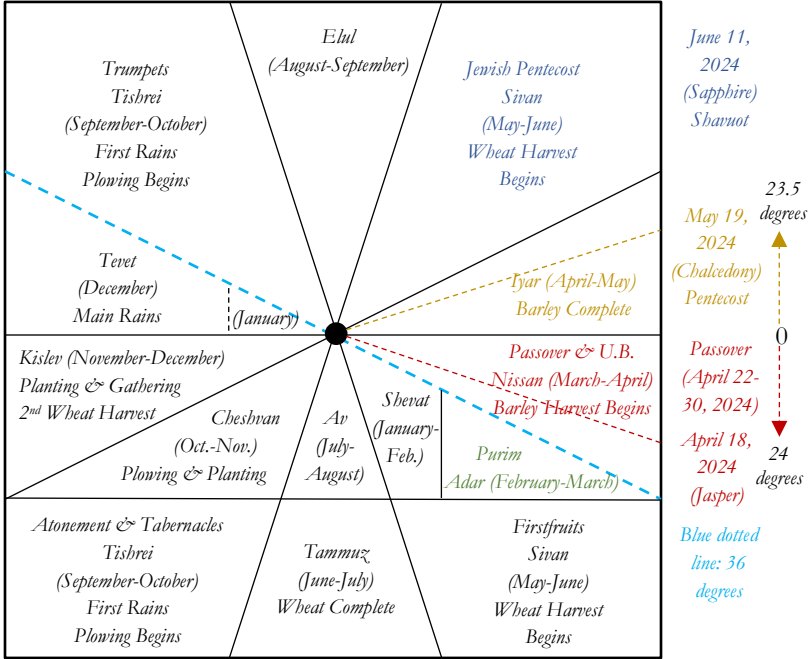 Elul
(August-September)
Trumpets
Tishrei
(September-October)
First Rains
Plowing Begins
Jewish Pentecost
Sivan
(May-June)
Wheat Harvest
Begins
June 11,
2024
(Sapphire)
Shavuot
23.5
degrees
May 19,
2024
(Chalcedony)
Pentecost
Tevet
(December)
Main Rains
(January)
Iyar (April-May)
Barley Complete
0
Kislev (November-December)
Planting & Gathering
2nd Wheat Harvest
Cheshvan
(Oct.-Nov.)
Plowing & Planting
Av
(July-
August)
Shevat
(January-
Feb.)
Passover & U.B.
Nissan (March-April)
Barley Harvest Begins
Purim
Adar (February-March)
Passover
(April 22-
30, 2024)
April 18,
2024
(Jasper)
24
degrees
Atonement & Tabernacles
Tishrei
(September-October)
First Rains
Plowing Begins
Tammuz
(June-July)
Wheat Complete
Firstfruits
Sivan
(May-June)
Wheat Harvest
Begins
Blue dotted
line: 36
degrees